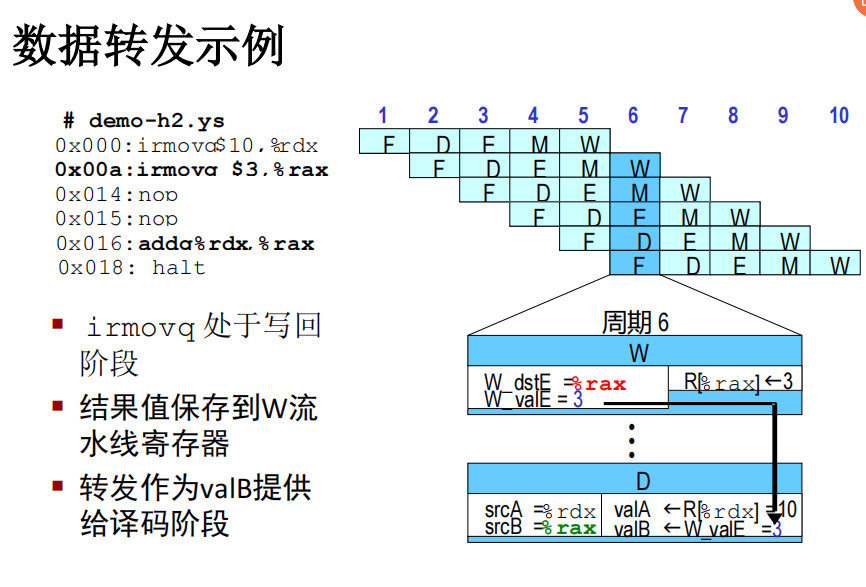 数据转发示例
# demo-h2.ys
0x000:irmovq$10,%rdx
0x00a:irmovq $3,%rax
0x014:nop
0x015:nop
0x016:addq%rdx,%rax
0x018: halt
1 2 3 4 5 6 7 8 9 10
F D E M W
F D E M W
F D E M W
F D E M W
F D E M W
F D E M W
irmovq 处于写回
阶段
结果值保存到W流
水线寄存器
转发作为valB提供
给译码阶段
周期 6
W
W_dstE =%rax R[%rax]←3
W_valE = 3
⋮
D
srcA =%rdx valA ←R[%rdx] =10
srcB =%rax valB ←W_valE =3